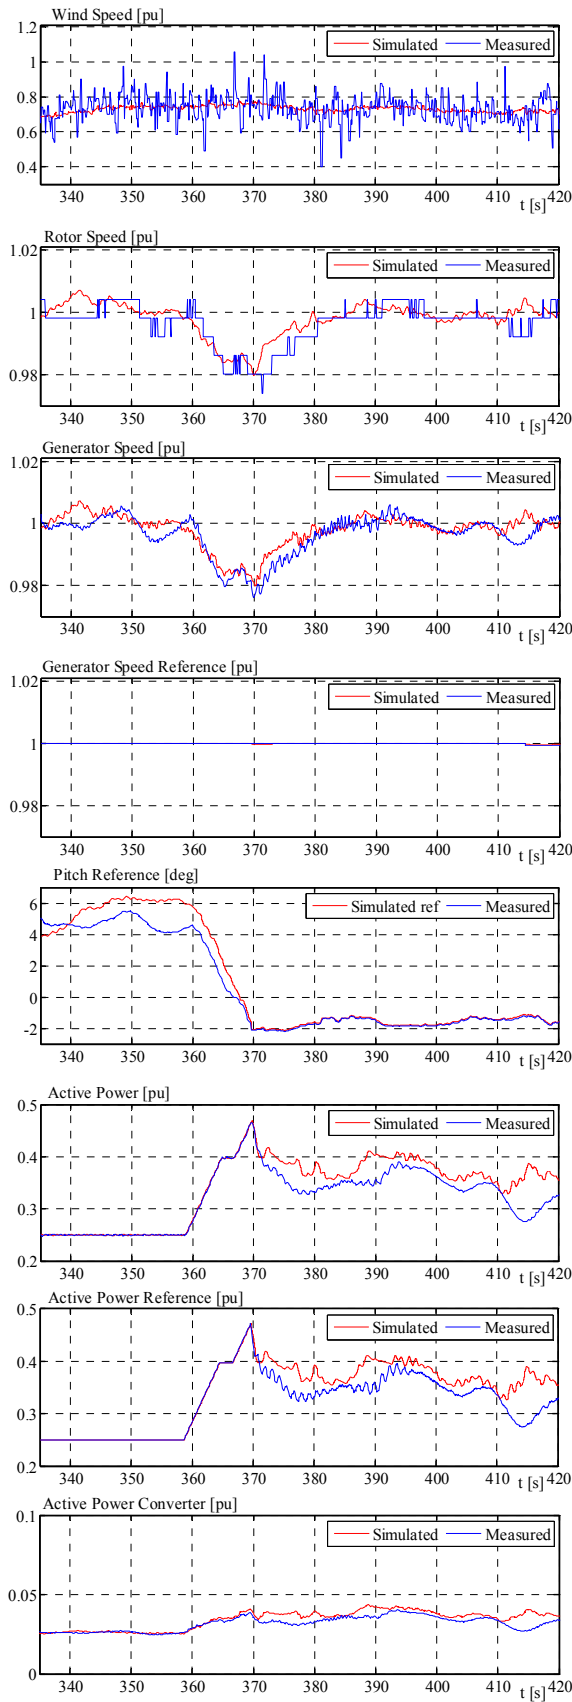 Wind Speed [pu]
1.2
1
0.8
0.6
0.4
Simulated Measured
340 350 360 370 380 390 400 410 420
t [s]
Rotor Speed [pu]
1.02
1
0.98
Simulated Measured
340 350 360 370 380 390 400 410 420
t [s]
Generator Speed [pu]
1.02
1
0.98
Simulated Measured
340 350 360 370 380 390 400 410 420
t [s]
Generator Speed Reference [pu]
1.02
1
0.98
Simulated Measured
340 350 360 370 380 390 400 410 420
t [s]
Pitch Reference [deg]
6
4
2
0
-2
Simulated ref Measured
340 350 360 370 380 390 400 410 420
t [s]
Active Power [pu]
0.5
0.4
0.3
0.2
Simulated Measured
340 350 360 370 380 390 400 410 420
t [s]
Active Power Reference [pu]
0.5
0.4
0.3
0.2
Simulated Measured
340 350 360 370 380 390 400 410 420
t [s]
Active Power Converter [pu]
0.1
0.05
0
Simulated Measured
340 350 360 370 380 390 400 410 420
t [s]